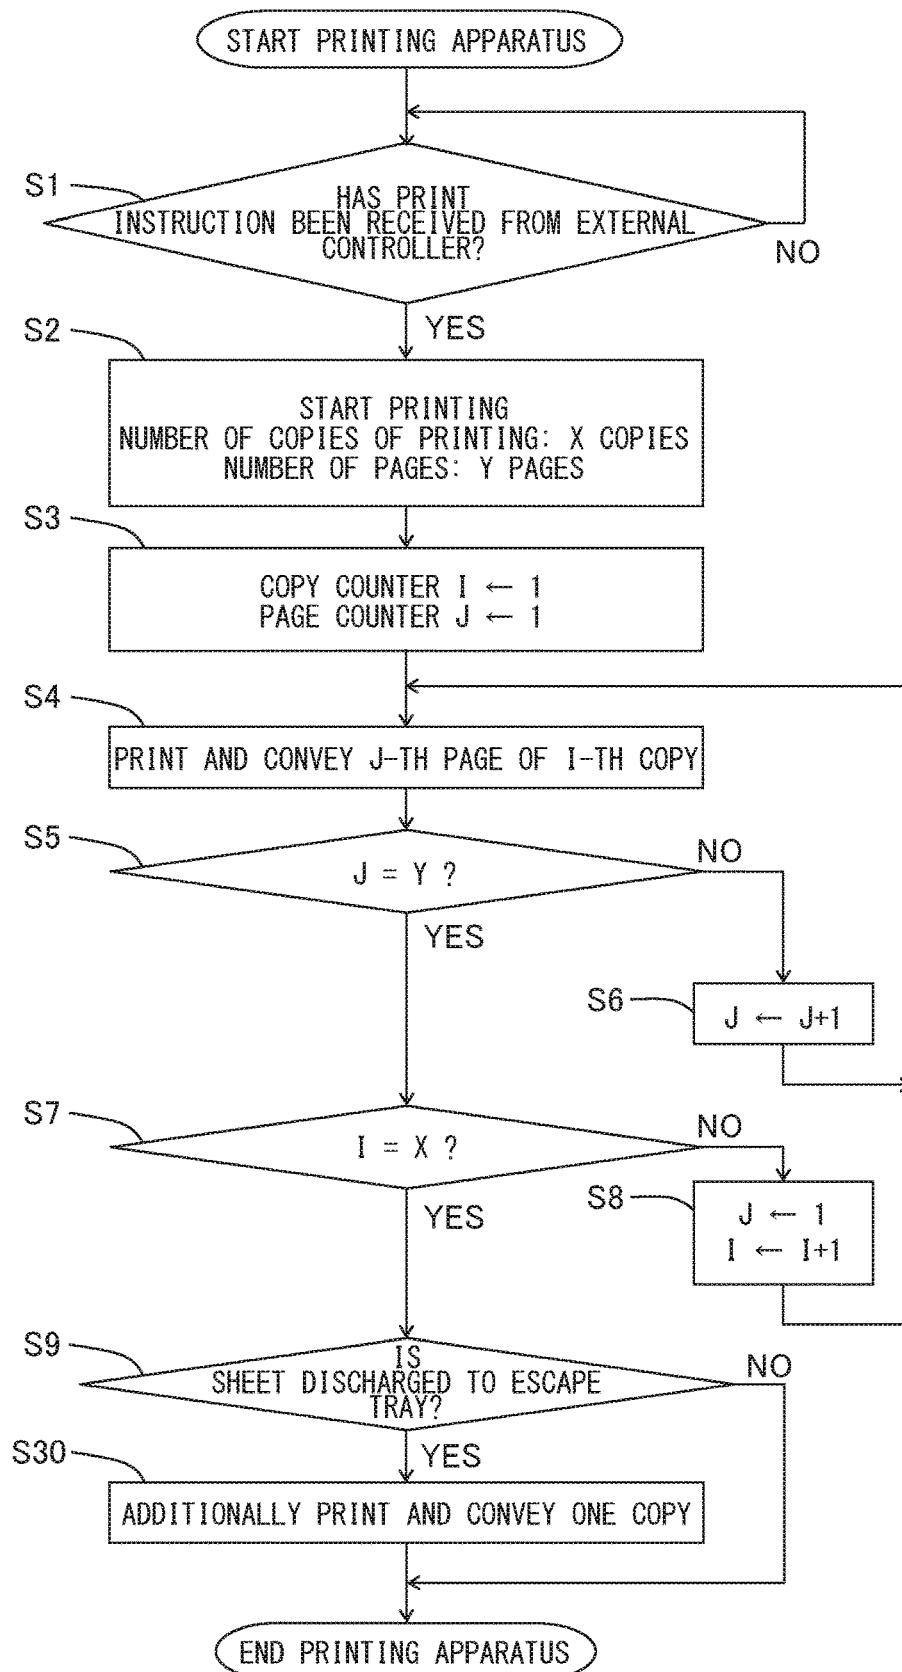 START PRINTING APPARATUS
S1
HAS PRINT
INSTRUCTION BEEN RECEIVED FROM EXTERNAL
CONTROLLER?
NO
YES
S2
START PRINTING
NUMBER OF COPIES OF PRINTING: X COPIES
NUMBER OF PAGES: Y PAGES
S3
COPY COUNTER I ← 1
PAGE COUNTER J ← 1
S4
PRINT AND CONVEY J-TH PAGE OF I-TH COPY
S5
J = Y ?
NO
YES
S6
J ← J+1
S7
I = X ?
NO
YES
S8
J ← 1
I ← I+1
S9
IS
SHEET DISCHARGED TO ESCAPE
TRAY?
NO
YES
S30
ADDITIONALLY PRINT AND CONVEY ONE COPY
END PRINTING APPARATUS